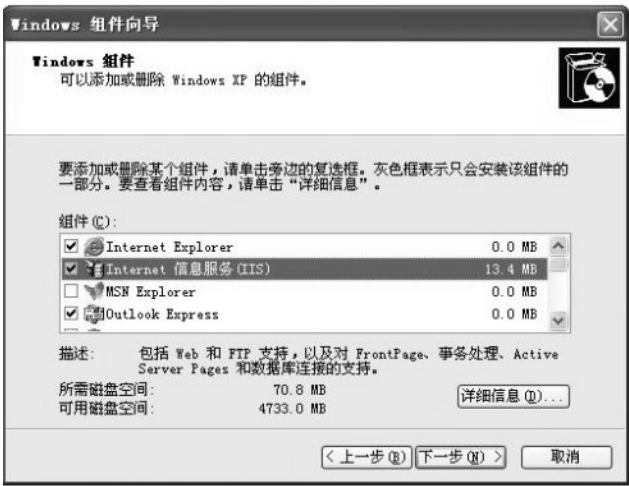 Windows 组件向导
Windows 组件
可以添加或删除 Windows XP 的组件。
要添加或删除某个组件，请单击旁边的复选框。灰色框表示只会安装该组件的
一部分。要查看组件内容，请单击“详细信息”。
组件(C):
Internet Explorer 0.0 MB
Internet 信息服务(IIS) 13.4 MB
MSN Explorer 0.0 MB
Outlook Express 0.0 MB
描述: 包括 Web 和 FTP 支持，以及对 FrontPage、事务处理、Active
Server Pages 和数据库连接的支持。
所需磁盘空间: 70.8 MB
可用磁盘空间: 4733.0 MB
详细信息(D)...
< 上一步(B) 下一步(N) > 取消